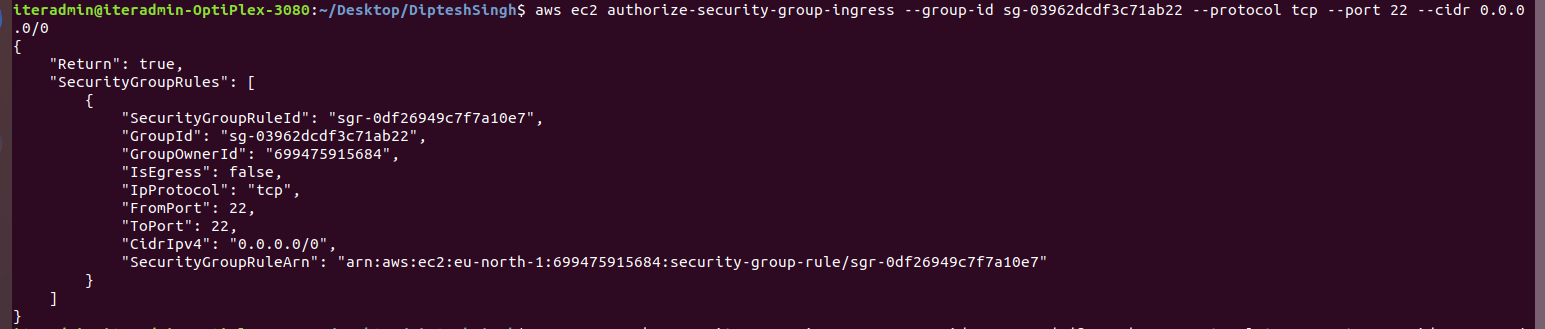 iteradmin@iteradmin-OptiPlex-3080:~/Desktop/DipteshSingh$ aws ec2 authorize-security-group-ingress --group-id sg-03962dcdf3c71ab22 --protocol tcp --port 22 --cidr 0.0.0
.0/0
{
    "Return": true,
    "SecurityGroupRules": [
        {
            "SecurityGroupRuleId": "sgr-0df26949c7f7a10e7",
            "GroupId": "sg-03962dcdf3c71ab22",
            "GroupOwnerId": "699475915684",
            "IsEgress": false,
            "IpProtocol": "tcp",
            "FromPort": 22,
            "ToPort": 22,
            "CidrIpv4": "0.0.0.0/0",
            "SecurityGroupRuleArn": "arn:aws:ec2:eu-north-1:699475915684:security-group-rule/sgr-0df26949c7f7a10e7"
        }
    ]
}